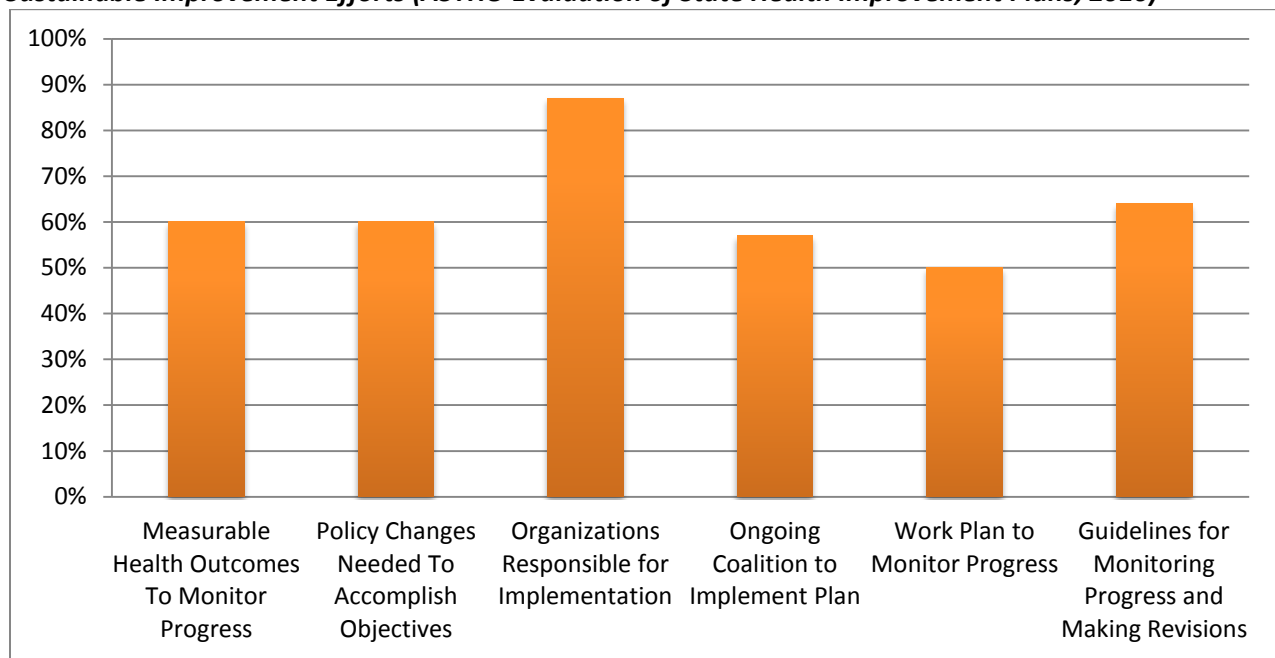 Sustainable Improvement Efforts (ASTHO Evaluation of State Health Improvement Plans, 2010)
100%
90%
80%
70%
60%
50%
40%
30%
20%
10%
0%
Measurable
Health Outcomes
To Monitor
Progress
Policy Changes
Needed To
Accomplish
Objectives
Organizations
Responsible for
Implementation
Ongoing
Coalition to
Implement Plan
Work Plan to
Monitor Progress
Guidelines for
Monitoring
Progress and
Making Revisions